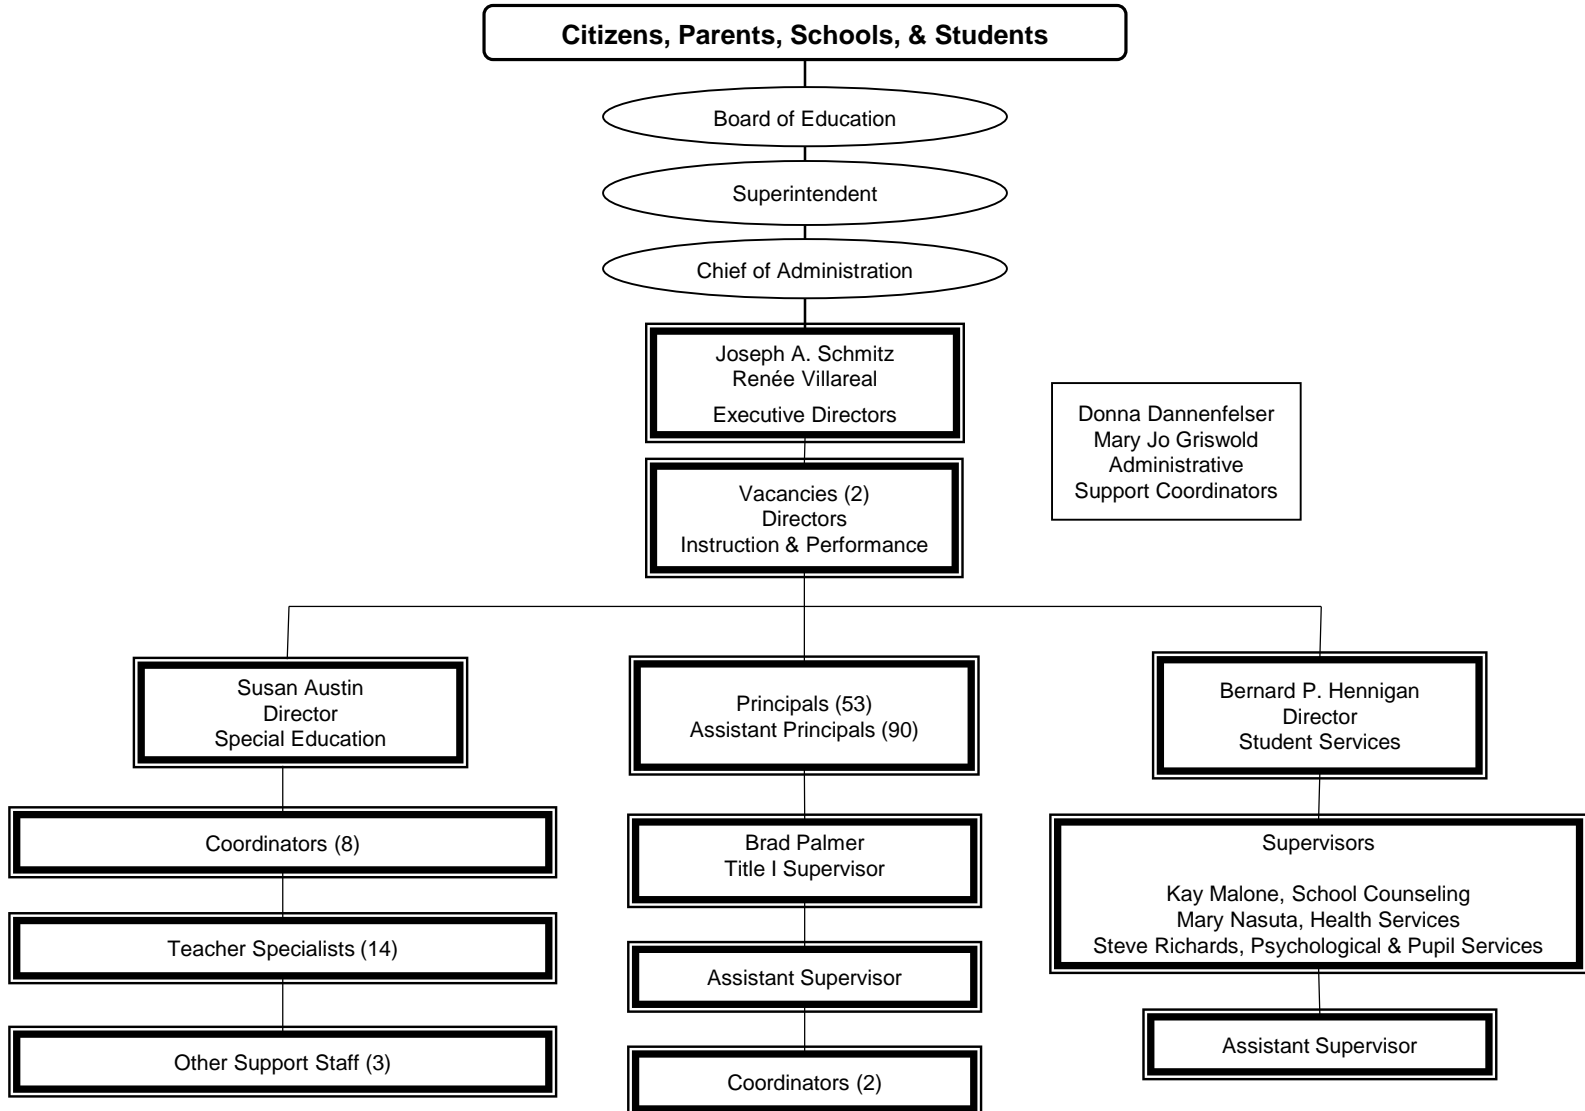 Citizens, Parents, Schools, & Students
Board of Education
Superintendent
Chief of Administration
Joseph A. Schmitz
Renée Villareal
Executive Directors
Donna Dannenfelser
Mary Jo Griswold
Administrative
Support Coordinators
Vacancies (2)
Directors
Instruction & Performance
Susan Austin
Director
Special Education
Coordinators (8)
Teacher Specialists (14)
Other Support Staff (3)
Principals (53)
Assistant Principals (90)
Brad Palmer
Title I Supervisor
Assistant Supervisor
Coordinators (2)
Bernard P. Hennigan
Director
Student Services
Supervisors
Kay Malone, School Counseling
Mary Nasuta, Health Services
Steve Richards, Psychological & Pupil Services
Assistant Supervisor